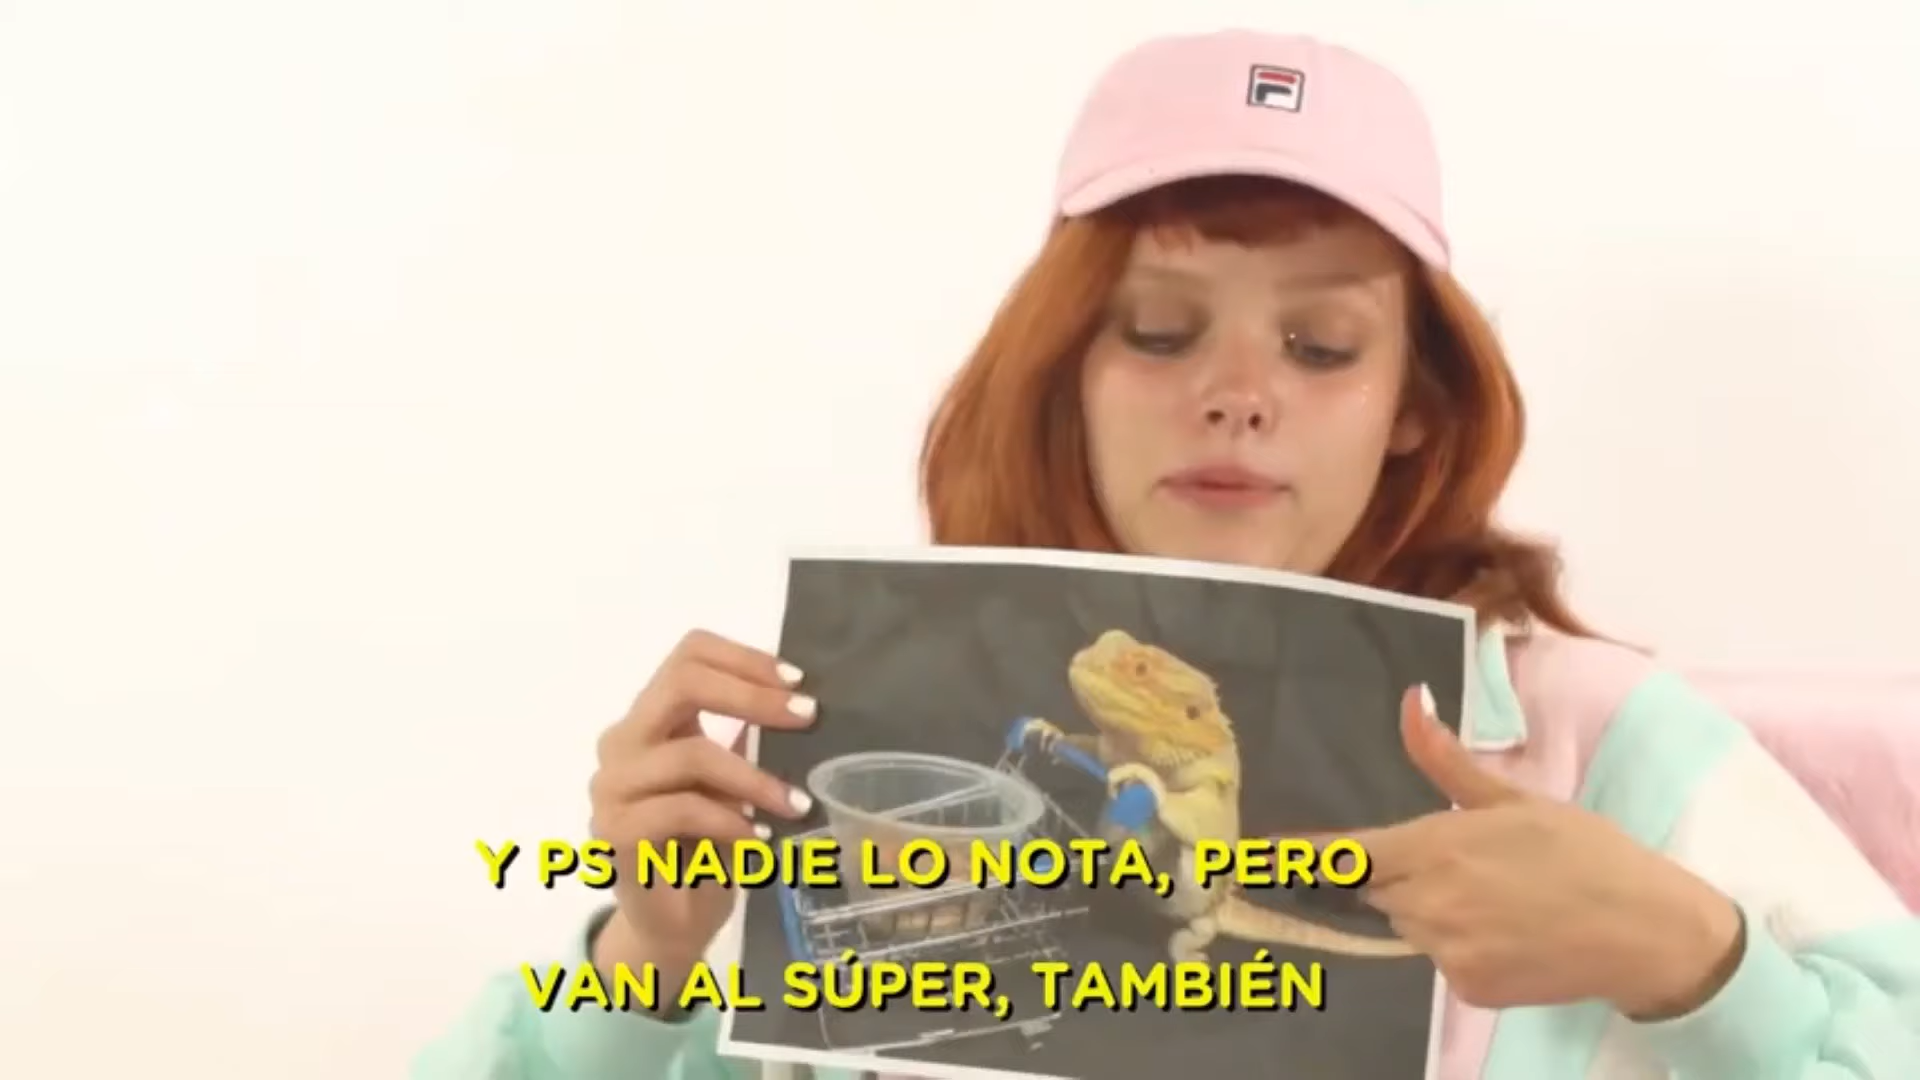 Y PS NADIE LO NOTA, PERO
VAN AL SÚPER, TAMBIÉN